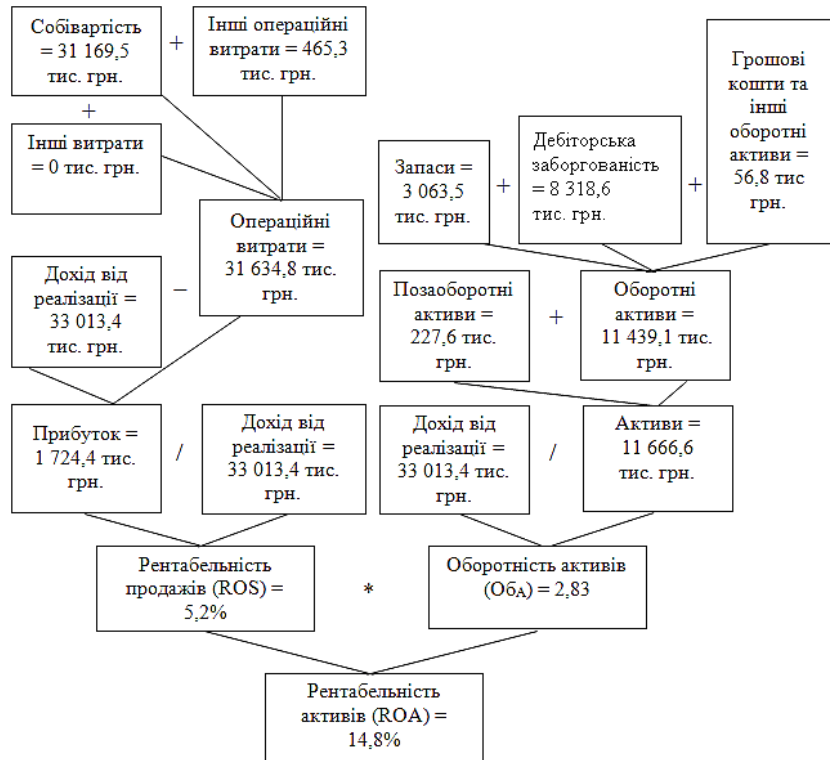 Собівартість
= 31 169,5
тис. грн.
+
Інші операційні
витрати = 465,3
тис. грн.
+
Інші витрати
= 0 тис. грн.
Операційні
витрати =
31 634,8 тис.
грн.
Дохід від
реалізації =
33 013,4
тис. грн.
–
Запаси =
3 063,5
тис. грн.
+
Дебіторська
заборгованість
= 8 318,6
тис. грн.
+
Грошові
кошти та
інші
оборотні
активи =
56,8 тис
грн.
Позаоборотні
активи =
227,6 тис.
грн.
+
Оборотні
активи =
11 439,1 тис.
грн.
Прибуток =
1 724,4 тис.
грн.
/
Дохід від
реалізації =
33 013,4 тис.
грн.
Дохід від
реалізації =
33 013,4 тис.
грн.
/
Активи =
11 666,6
тис. грн.
Рентабельність
продажів (ROS) =
5,2%
*
Оборотність активів
(ОбА) = 2,83
Рентабельність
активів (ROA) =
14,8%